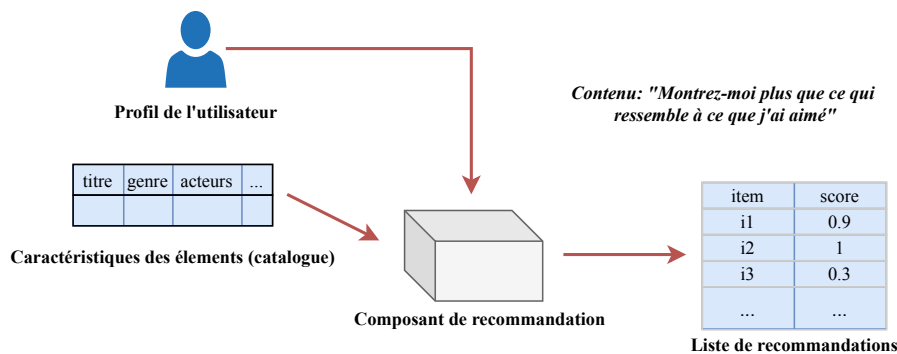 Profil de l'utilisateur
Contenu: "Montrez-moi plus que ce qui
ressemble à ce que j'ai aimé"
titre genre acteurs ...
Caractéristiques des élements (catalogue)
Composant de recommandation
item score
i1 0.9
i2 1
i3 0.3
... ...
Liste de recommandations